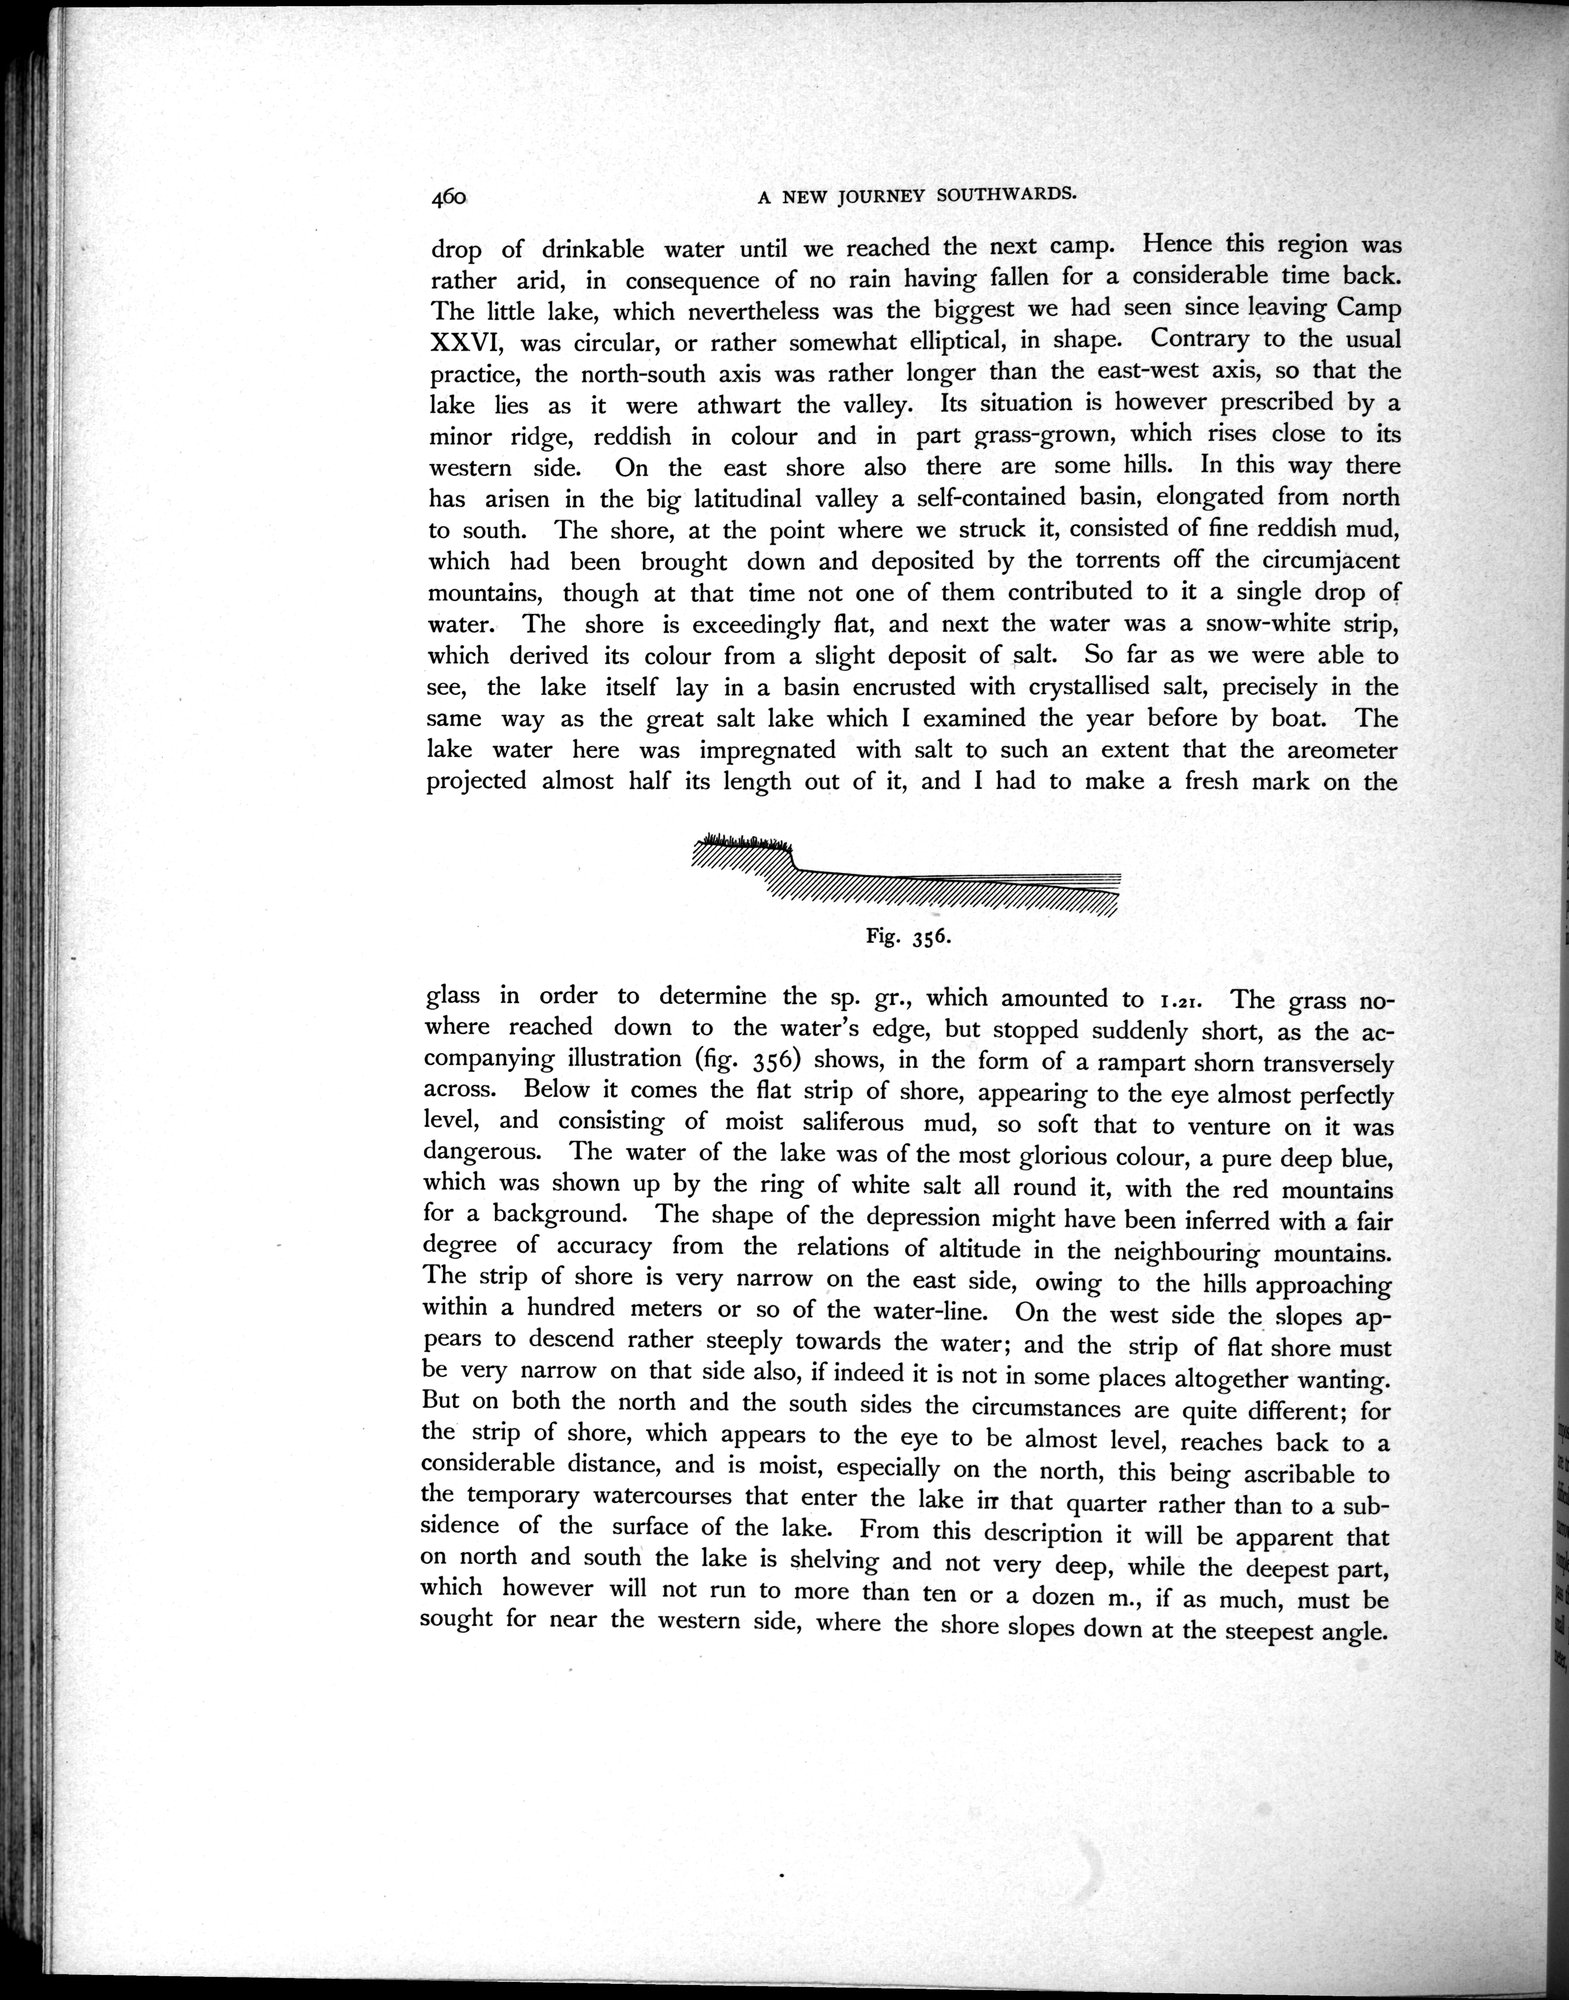 460
A NEW JOURNEY SOUTHWARDS.
drop of drinkable water until we reached the next camp. Hence this region was
rather arid, in consequence of no rain having fallen for a considerable time back.
The little lake, which nevertheless was the biggest we had seen since leaving Camp
XXVI, was circular, or rather somewhat elliptical, in shape. Contrary to the usual
practice, the north-south axis was rather longer than the east-west axis, so that the
lake lies as it were athwart the valley. Its situation is however prescribed by a
minor ridge, reddish in colour and in part grass-grown, which rises close to its
western side. On the east shore also there are some hills. In this way there
has arisen in the big latitudinal valley a self-contained basin, elongated from north
to south. The shore, at the point where we struck it, consisted of fine reddish mud,
which had been brought down and deposited by the torrents off the circumjacent
mountains, though at that time not one of them contributed to it a single drop of
water. The shore is exceedingly flat, and next the water was a snow-white strip,
which derived its colour from a slight deposit of salt. So far as we were able to
see, the lake itself lay in a basin encrusted with crystallised salt, precisely in the
same way as the great salt lake which I examined the year before by boat. The
lake water here was impregnated with salt to such an extent that the areometer
projected almost half its length out of it, and I had to make a fresh mark on the
Fig. 356.
glass in order to determine the sp. gr., which amounted to 1.21. The grass no-
where reached down to the water's edge, but stopped suddenly short, as the ac-
companying illustration (fig. 356) shows, in the form of a rampart shorn transversely
across. Below it comes the flat strip of shore, appearing to the eye almost perfectly
level, and consisting of moist saliferous mud, so soft that to venture on it was
dangerous. The water of the lake was of the most glorious colour, a pure deep blue,
which was shown up by the ring of white salt all round it, with the red mountains
for a background. The shape of the depression might have been inferred with a fair
degree of accuracy from the relations of altitude in the neighbouring mountains.
The strip of shore is very narrow on the east side, owing to the hills approaching
within a hundred meters or so of the water-line. On the west side the slopes ap-
pears to descend rather steeply towards the water; and the strip of flat shore must
be very narrow on that side also, if indeed it is not in some places altogether wanting.
But on both the north and the south sides the circumstances are quite different; for
the strip of shore, which appears to the eye to be almost level, reaches back to a
considerable distance, and is moist, especially on the north, this being ascribable to
the temporary watercourses that enter the lake in that quarter rather than to a sub-
sidence of the surface of the lake. From this description it will be apparent that
on north and south the lake is shelving and not very deep, while the deepest part,
which however will not run to more than ten or a dozen m., if as much, must be
sought for near the western side, where the shore slopes down at the steepest angle.